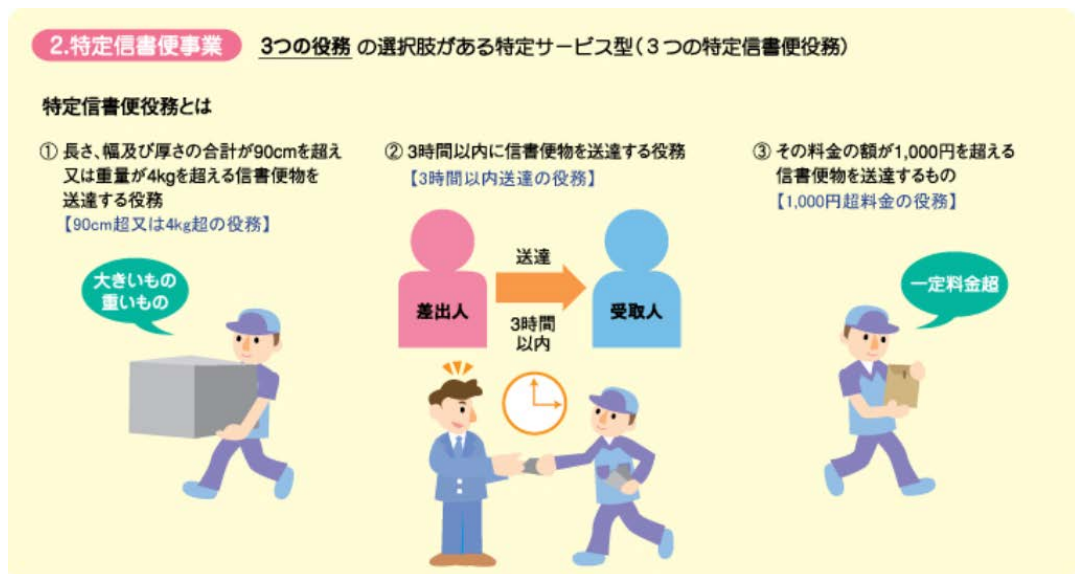 2.特定信書便事業 3つの役務 の選択肢がある特定サービス型(3つの特定信書便役務)
特定信書便役務とは
① 長さ、幅及び厚さの合計が90cmを超え
又は重量が4kgを超える信書便物を
送達する役務
【90cm超又は4kg超の役務】
大きいもの
重いもの
② 3時間以内に信書便物を送達する役務
【3時間以内送達の役務】
差出人
送達
3時間
以内
受取人
③ その料金の額が1,000円を超える
信書便物を送達するもの
【1,000円超料金の役務】
一定料金超